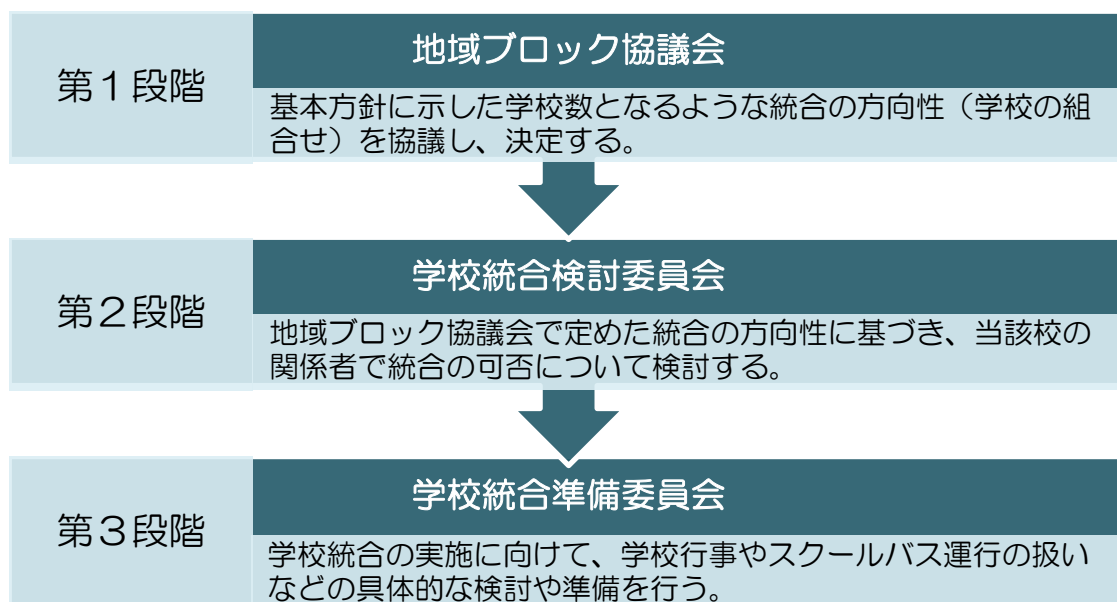 第1段階
地域ブロック協議会
基本方針に示した学校数となるような統合の方向性（学校の組
合せ）を協議し、決定する。
第2段階
学校統合検討委員会
地域ブロック協議会で定めた統合の方向性に基づき、当該校の
関係者で統合の可否について検討する。
第3段階
学校統合準備委員会
学校統合の実施に向けて、学校行事やスクールバス運行の扱い
などの具体的な検討や準備を行う。